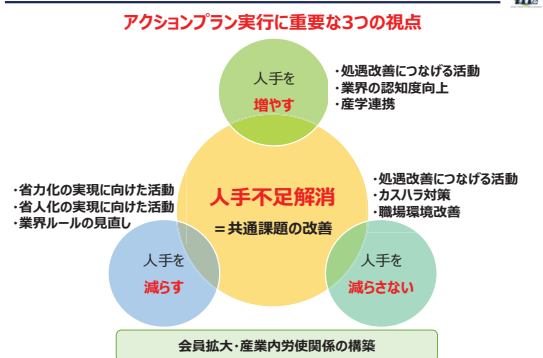 アクションプラン実行に重要な3つの視点
人手を
増やす
・処遇改善につなげる活動
・業界の認知度向上
・産学連携
人手不足解消
＝共通課題の改善
・省力化の実現に向けた活動
・省人化の実現に向けた活動
・業界ルールの見直し
人手を
減らす
・処遇改善につなげる活動
・カスハラ対策
・職場環境改善
人手を
減らさない
会員拡大・産業内労使関係の構築